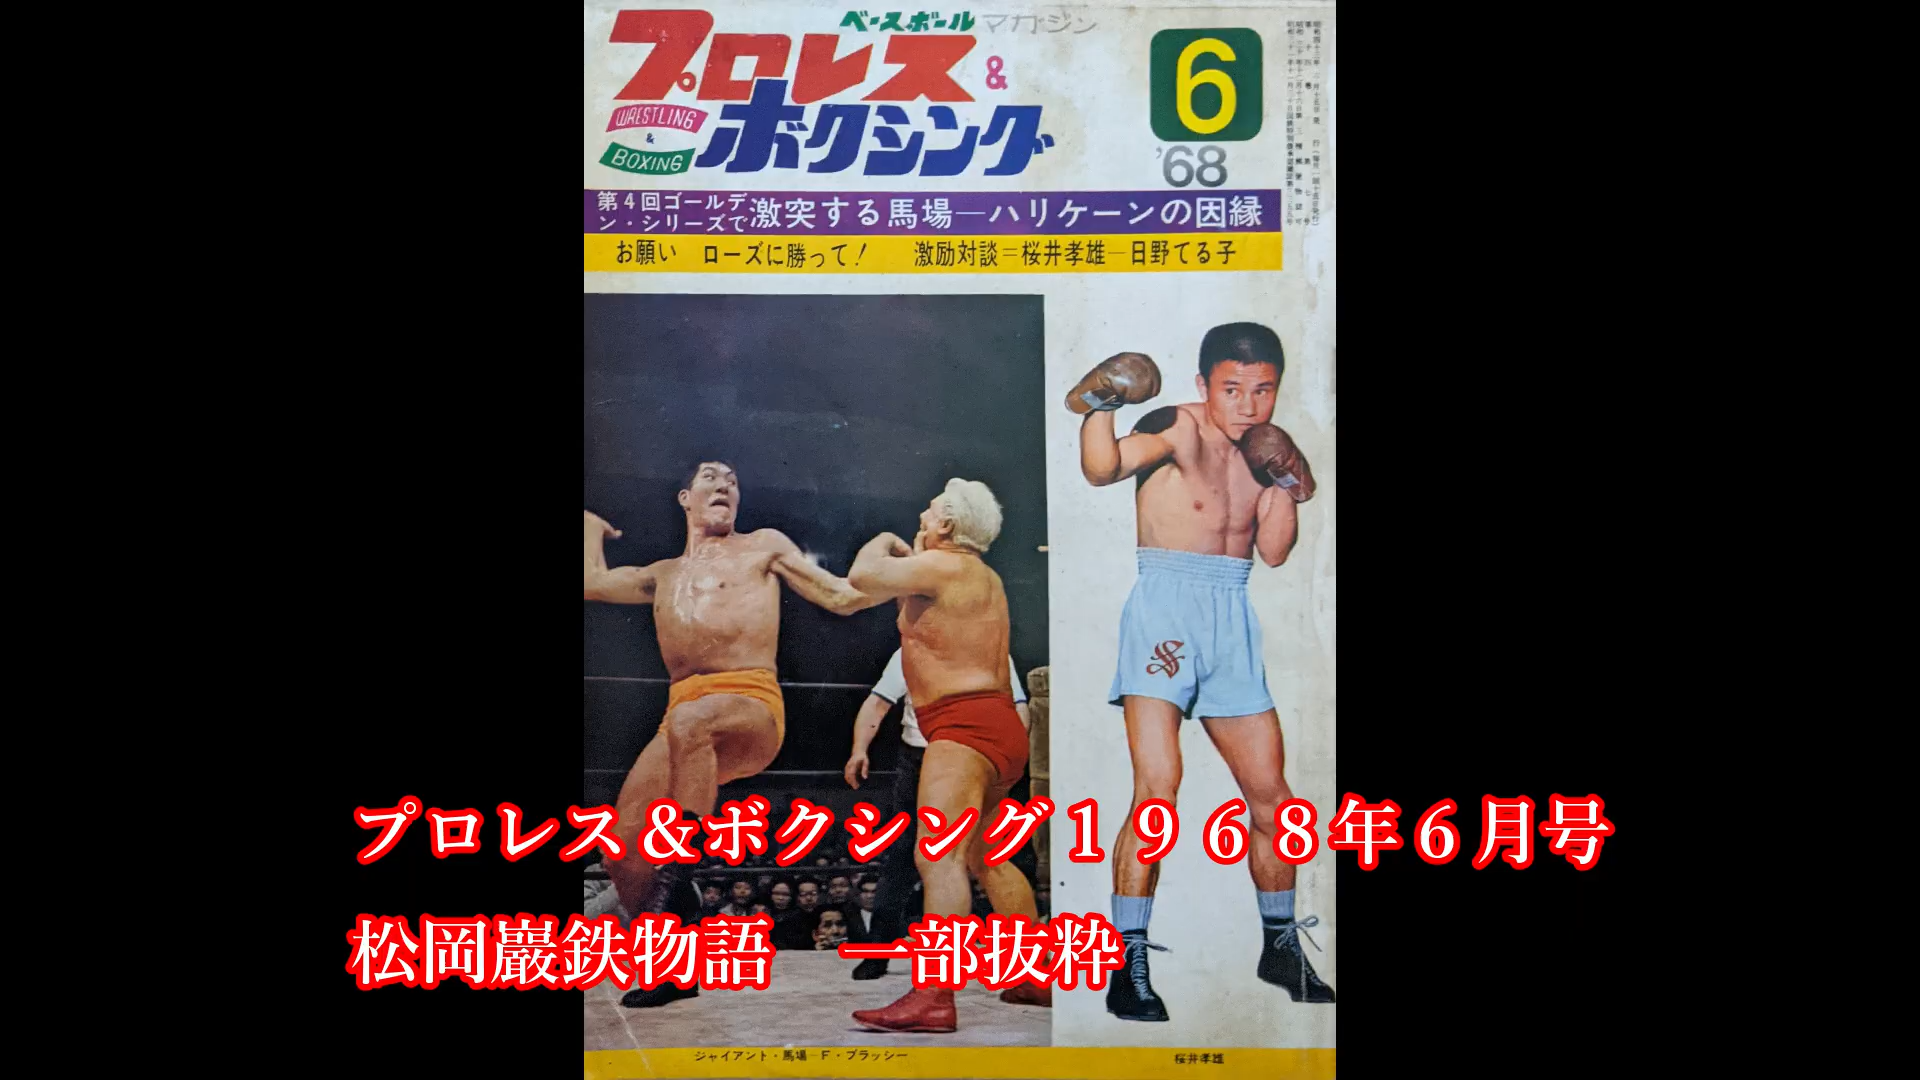 ベースボール マガジン
プロレス
&
ボクシング
WRESTLING
&
BOXING
6
'68
第4回ゴールデ
ン・シリーズで
激突する馬場―ハリケーンの因縁
お願い ローズに勝って! 激励対談=桜井孝雄―日野てる子
S
プロレス&ボクシング1968年6月号
松岡巖鉄物語 一部抜粋
ジャイアント・馬場―F・ブラッシー
桜井孝雄